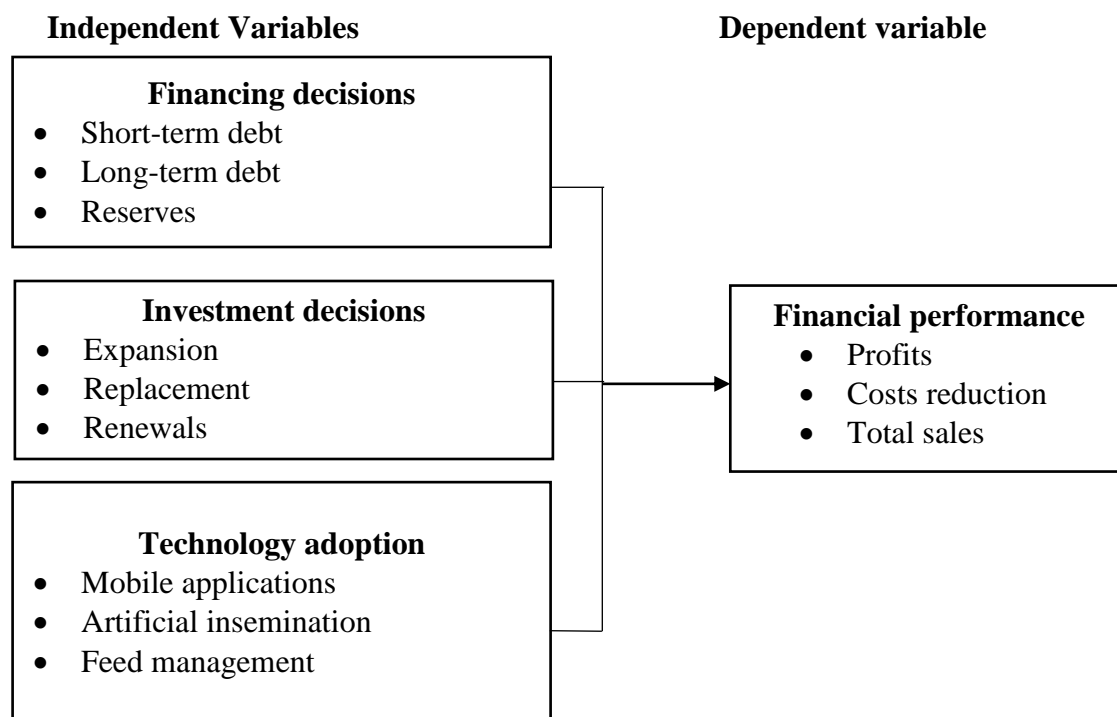 Independent Variables
Dependent variable
Financing decisions
• Short-term debt
• Long-term debt
• Reserves
Investment decisions
• Expansion
• Replacement
• Renewals
Financial performance
• Profits
• Costs reduction
• Total sales
Technology adoption
• Mobile applications
• Artificial insemination
• Feed management